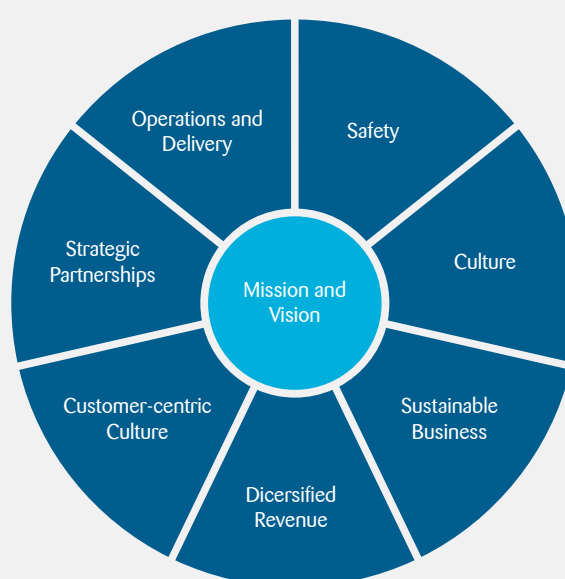 Operations and
Delivery
Safety
Strategic
Partnerships
Culture
Mission and
Vision
Customer-centric
Culture
Sustainable
Business
Dicersified
Revenue